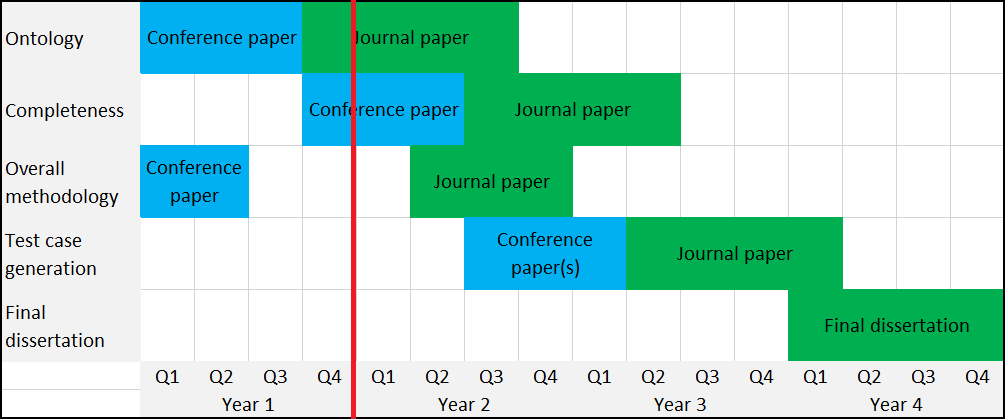 Ontology
Conference paper
Journal paper
Completeness
Conference paper
Journal paper
Overall
methodology
Conference
paper
Journal paper
Test case
generation
Conference
paper(s)
Journal paper
Final
dissertation
Final dissertation
Q1 Q2 Q3 Q4 Q1 Q2 Q3 Q4 Q1 Q2 Q3 Q4 Q1 Q2 Q3 Q4
Year 1 Year 2 Year 3 Year 4